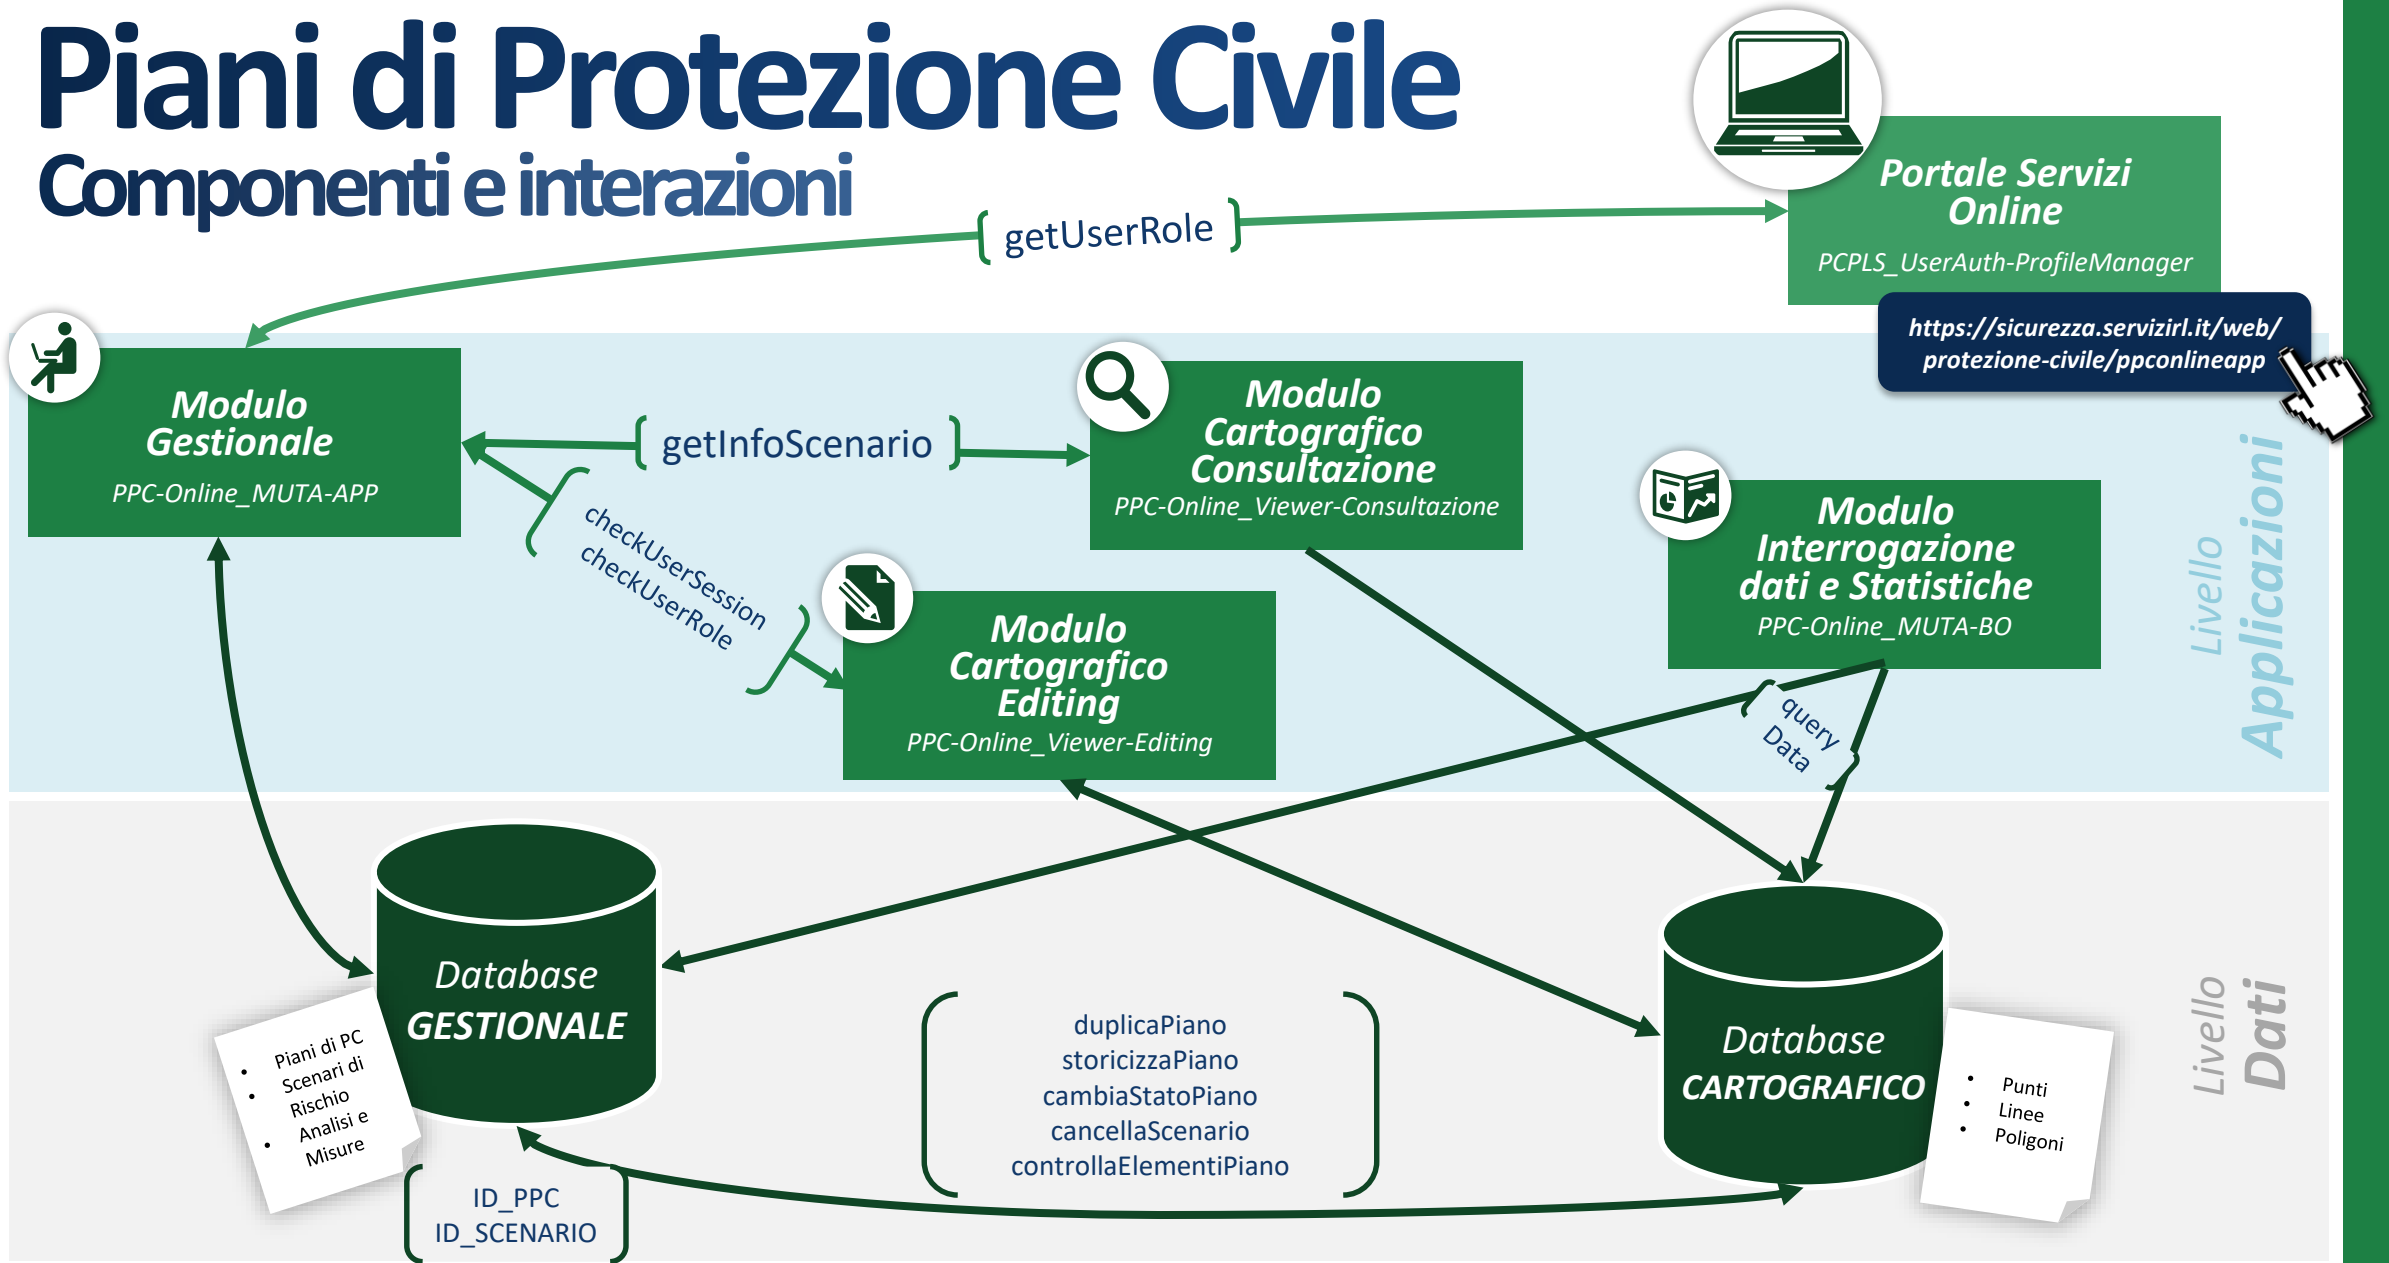 Piani di Protezione Civile
Componenti e interazioni
getUserRole
Portale Servizi
Online
PCPLS_UserAuth-ProfileManager
https://sicurezza.servizirl.it/web/
protezione-civile/ppconlineapp
Modulo
Gestionale
PPC-Online_MUTA-APP
getInfoScenario
Modulo
Cartografico
Consultazione
PPC-Online_Viewer-Consultazione
checkUserSession
checkUserRole
Modulo
Cartografico
Editing
PPC-Online_Viewer-Editing
Modulo
Interrogazione
dati e Statistiche
PPC-Online_MUTA-BO
query
Data
Livello
Applicazioni
Database
GESTIONALE
• Piani di PC
• Scenari di
Rischio
• Analisi e
Misure
ID_PPC
ID_SCENARIO
duplicaPiano
storicizzaPiano
cambiaStatoPiano
cancellaScenario
controllaElementiPiano
Database
CARTOGRAFICO
• Punti
• Linee
• Poligoni
Livello
Dati